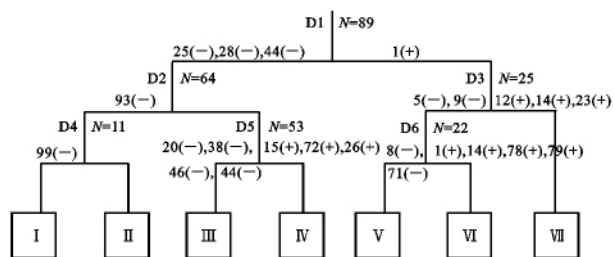 D1 N=89
25(—),28(—),44(—) 1(+)
D2 N=64 D3 N=25
93(—) 5(—), 9(—) 12(+),14(+),23(+)
D4 N=11 D5 N=53 D6 N=22
99(—) 20(—),38(—), 15(+),72(+),26(+) 8(—), 1(+),14(+),78(+),79(+)
46(—), 44(—) 71(—)
I II III IV V VI VII